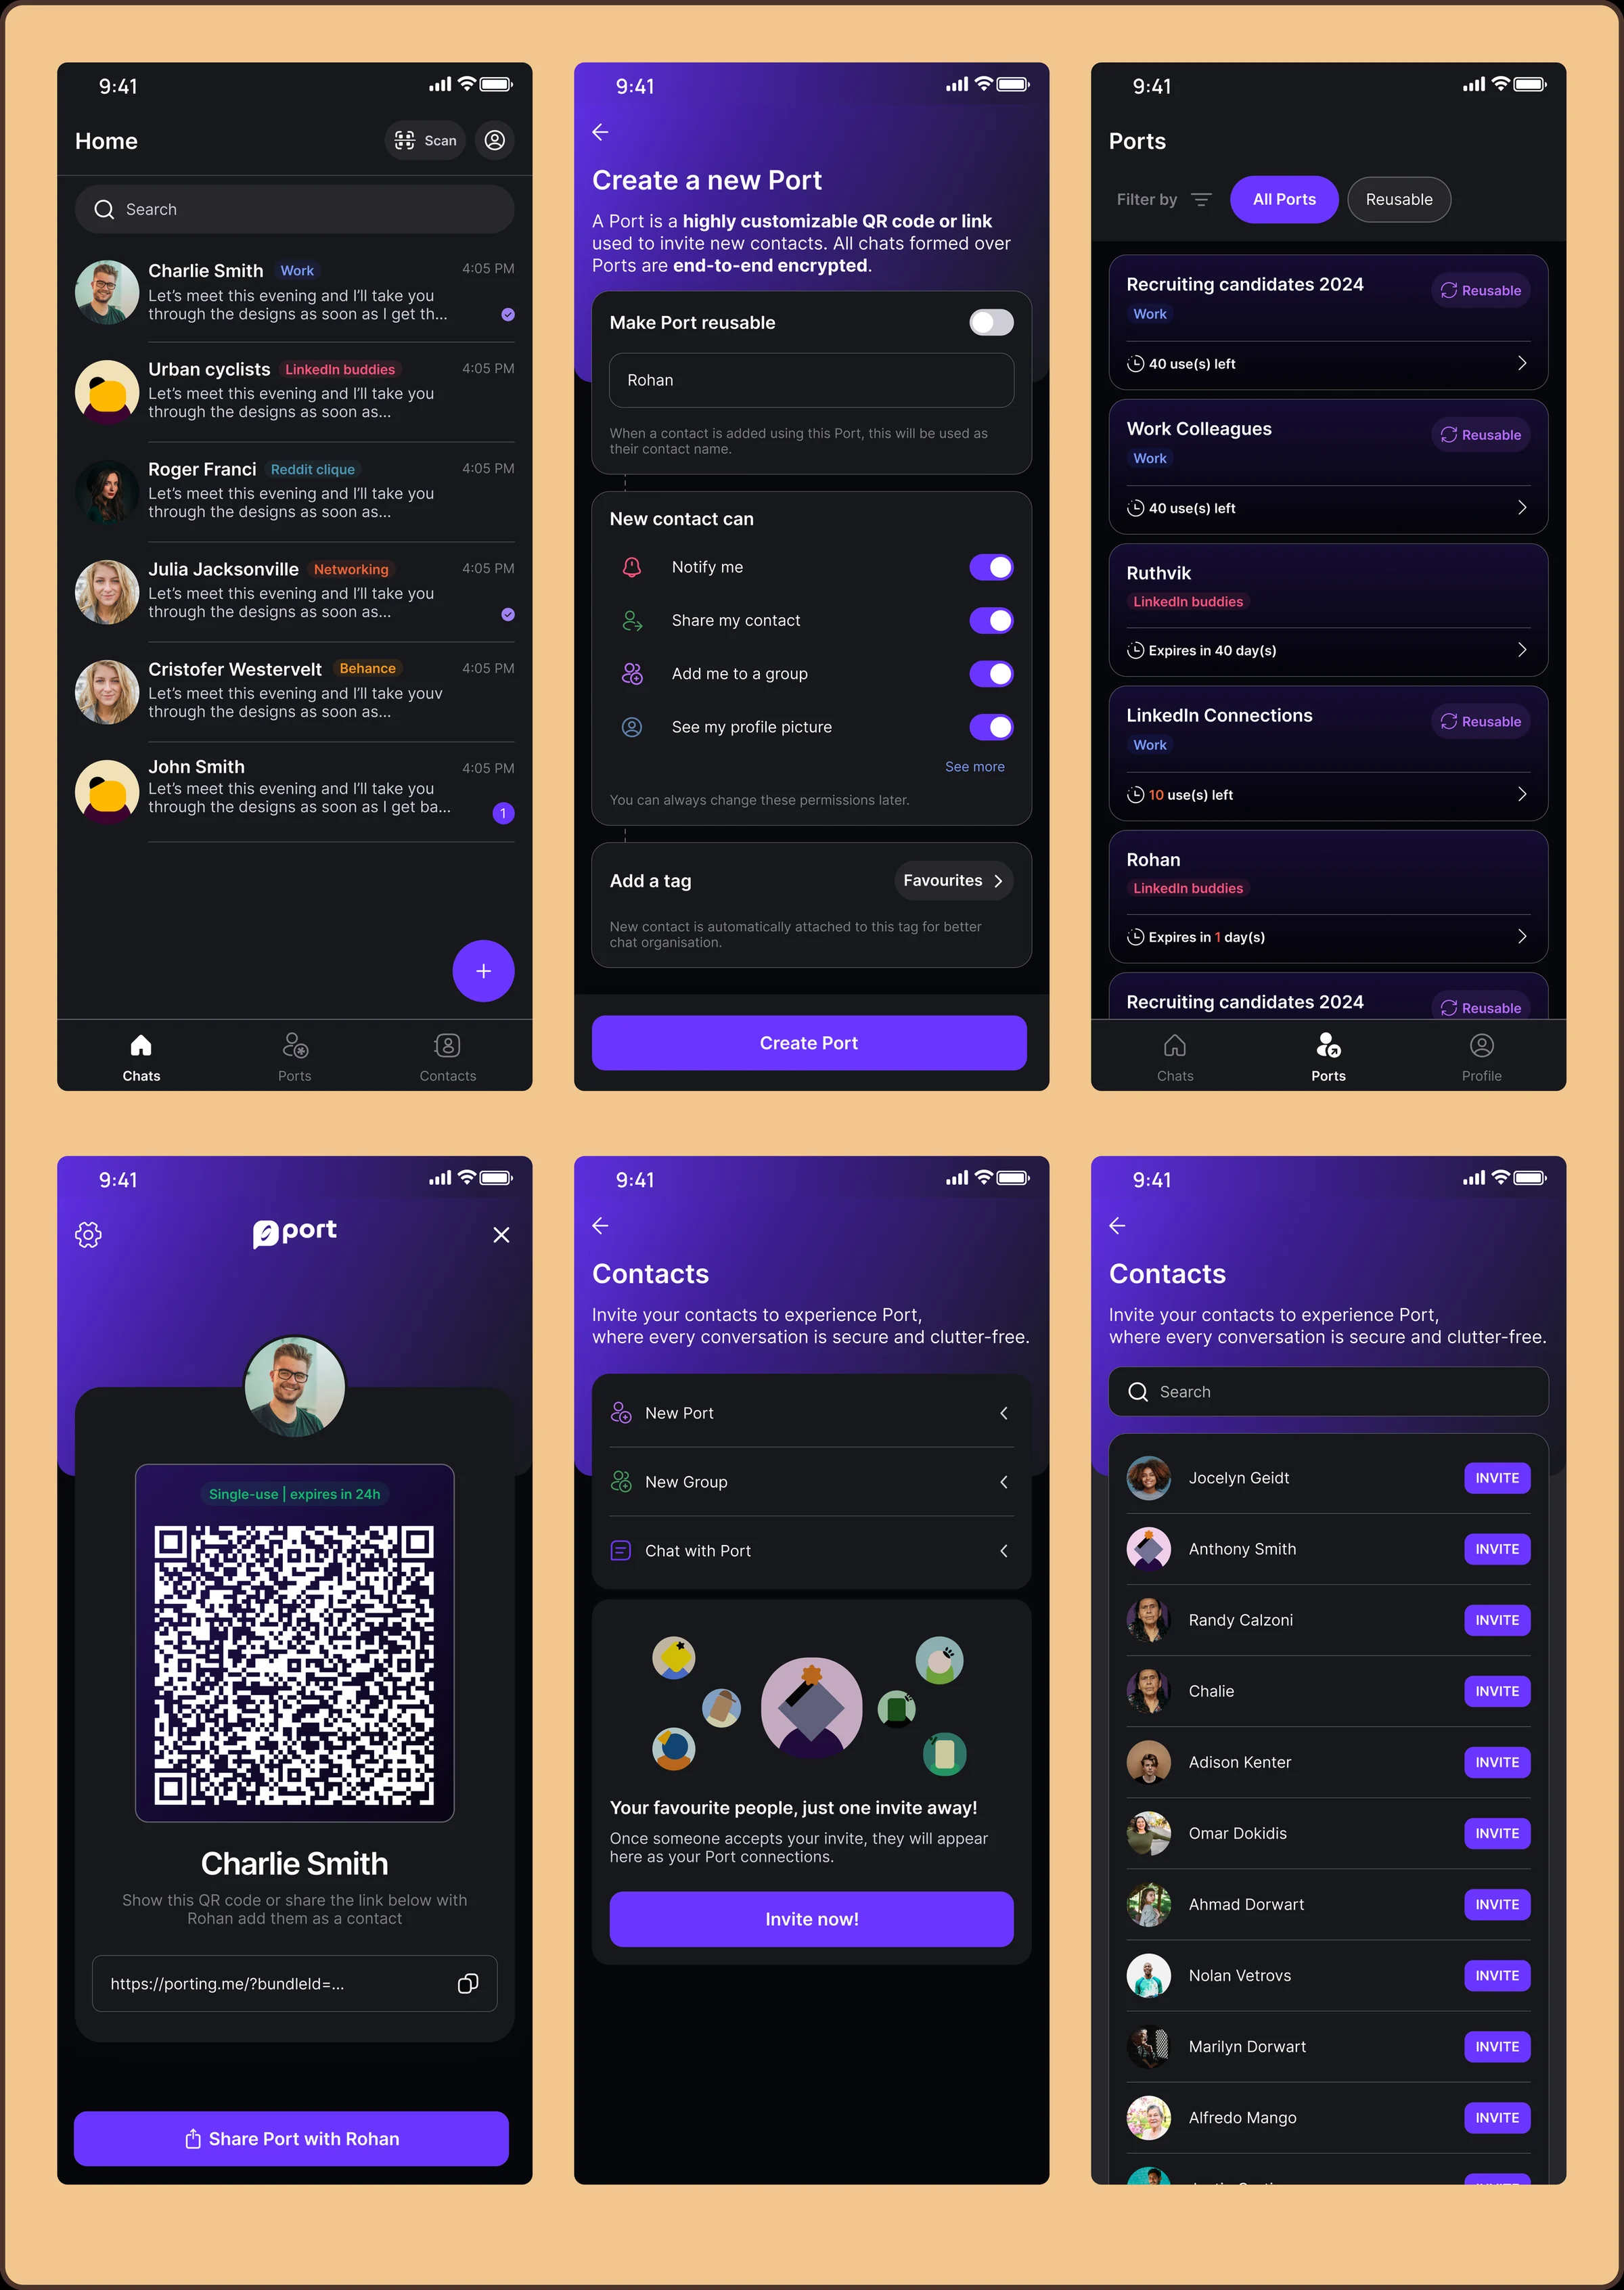 9:41
Home
Scan
Search
Charlie Smith Work 4:05 PM
Let's meet this evening and I'll take you
through the designs as soon as I get th...
Urban cyclists LinkedIn buddies 4:05 PM
Let's meet this evening and I'll take you
through the designs as soon as...
Roger Franci Reddit clique 4:05 PM
Let's meet this evening and I'll take you
through the designs as soon as...
Julia Jacksonville Networking 4:05 PM
Let's meet this evening and I'll take you
through the designs as soon as...
Cristofer Westervelt Behance 4:05 PM
Let's meet this evening and I'll take youv
through the designs as soon as...
John Smith 4:05 PM
Let's meet this evening and I'll take you
through the designs as soon as I get ba...
1
+
Chats Ports Contacts
9:41
Create a new Port
A Port is a highly customizable QR code or link
used to invite new contacts. All chats formed over
Ports are end-to-end encrypted.
Make Port reusable
Rohan
When a contact is added using this Port, this will be used as
their contact name.
New contact can
Notify me
Share my contact
Add me to a group
See my profile picture
See more
You can always change these permissions later.
Add a tag Favourites
New contact is automatically attached to this tag for better
chat organisation.
Create Port
9:41
Ports
Filter by All Ports Reusable
Recruiting candidates 2024 Reusable
Work
40 use(s) left
Work Colleagues Reusable
Work
40 use(s) left
Ruthvik
LinkedIn buddies
Expires in 40 day(s)
LinkedIn Connections Reusable
Work
10 use(s) left
Rohan
LinkedIn buddies
Expires in 1 day(s)
Recruiting candidates 2024 Reusable
Chats Ports Profile
9:41
port
Single-use | expires in 24h
Charlie Smith
Show this QR code or share the link below with
Rohan add them as a contact
https://porting.me/?bundleId=...
Share Port with Rohan
9:41
Contacts
Invite your contacts to experience Port,
where every conversation is secure and clutter-free.
New Port
New Group
Chat with Port
Your favourite people, just one invite away!
Once someone accepts your invite, they will appear
here as your Port connections.
Invite now!
9:41
Contacts
Invite your contacts to experience Port,
where every conversation is secure and clutter-free.
Search
Jocelyn Geidt INVITE
Anthony Smith INVITE
Randy Calzoni INVITE
Chalie INVITE
Adison Kenter INVITE
Omar Dokidis INVITE
Ahmad Dorwart INVITE
Nolan Vetrovs INVITE
Marilyn Dorwart INVITE
Alfredo Mango INVITE